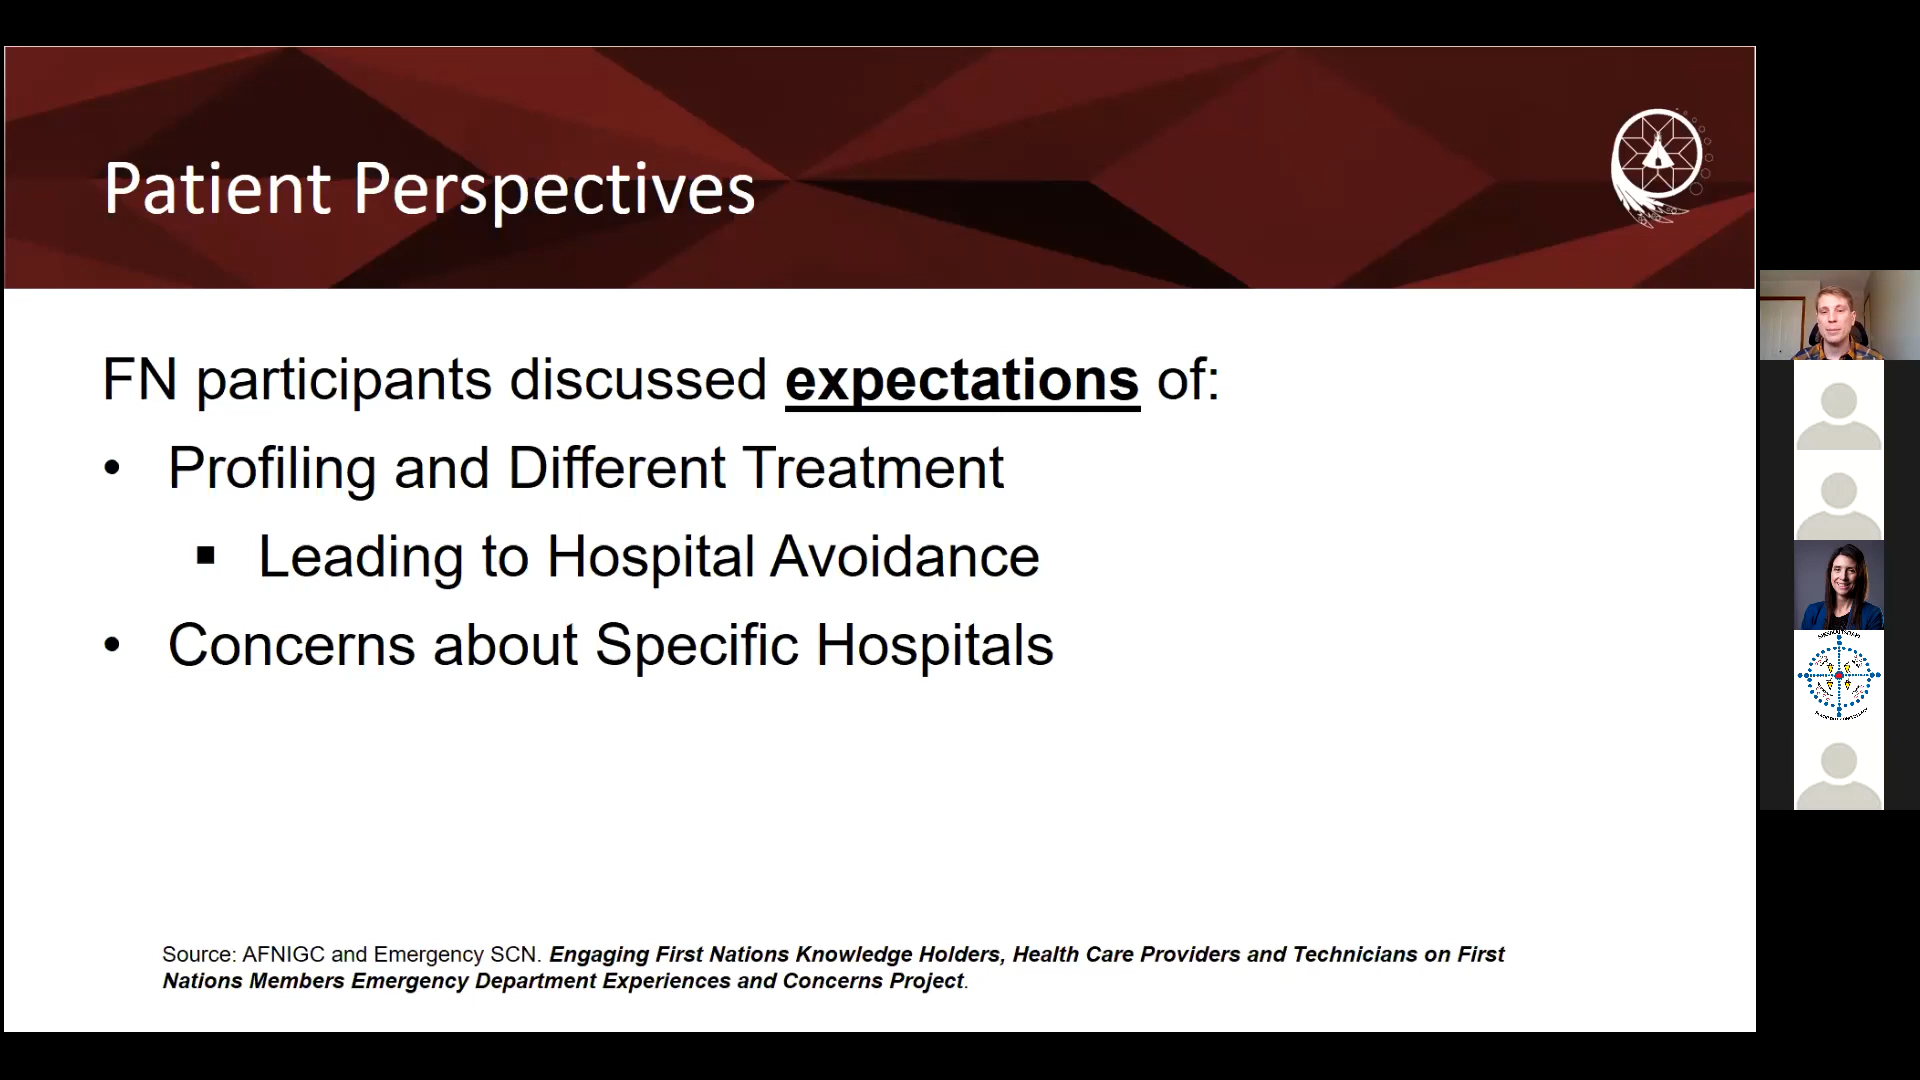 Patient Perspectives
FN participants discussed expectations of:
• Profiling and Different Treatment
▪ Leading to Hospital Avoidance
• Concerns about Specific Hospitals
Source: AFNIGC and Emergency SCN. Engaging First Nations Knowledge Holders, Health Care Providers and Technicians on First
Nations Members Emergency Department Experiences and Concerns Project.